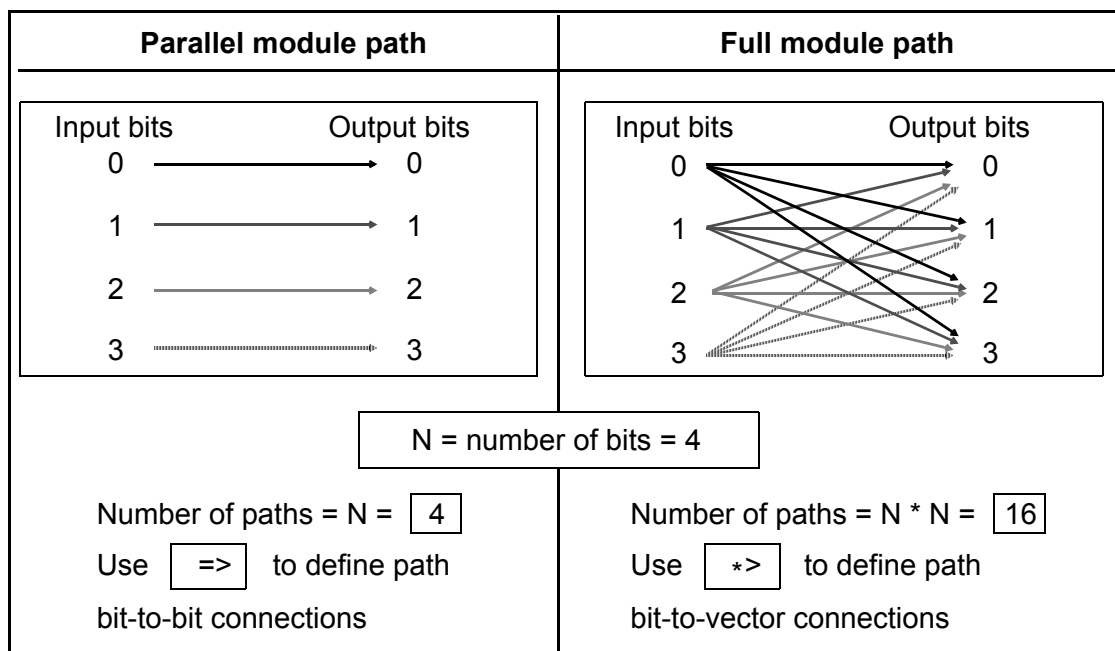 Parallel module path
Full module path
Input bits Output bits
0 0
1 1
2 2
3 3
Input bits Output bits
0 0
1 1
2 2
3 3
N = number of bits = 4
Number of paths = N = 4
Use => to define path
bit-to-bit connections
Number of paths = N * N = 16
Use *> to define path
bit-to-vector connections